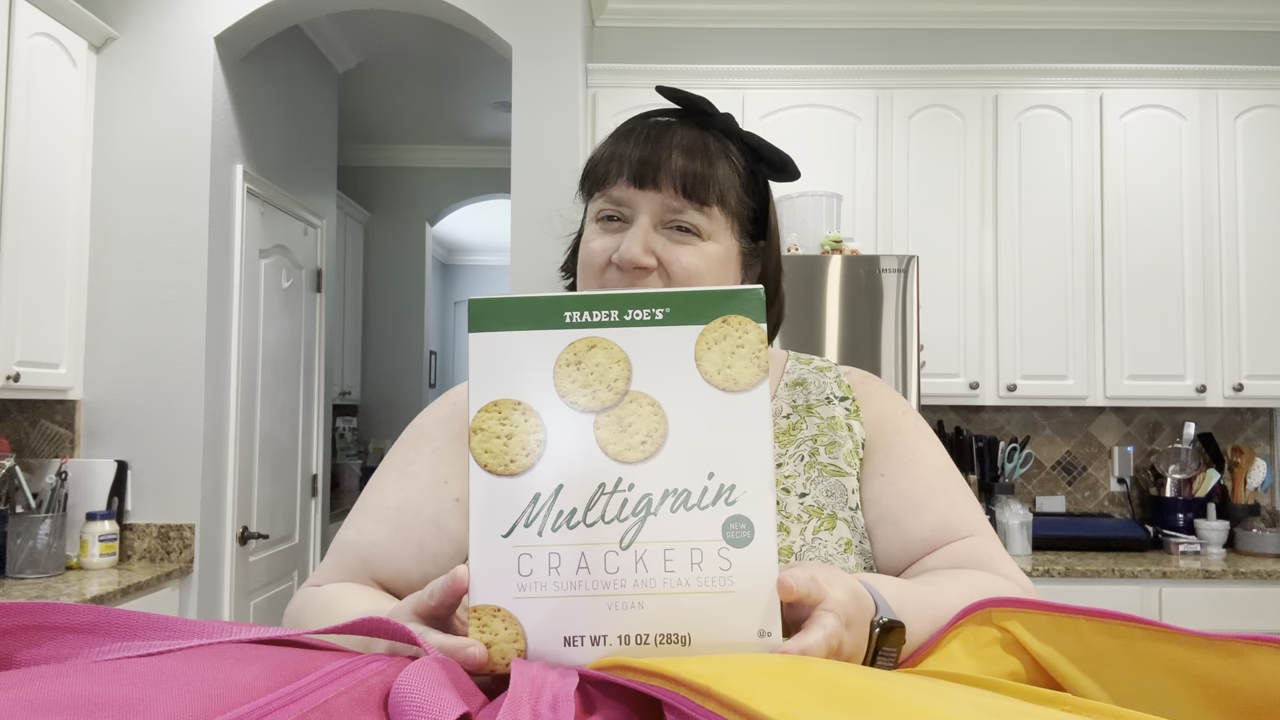 SAMSUNG
TRADER JOE'S®
Multigrain
NEW
RECIPE
CRACKERS
WITH SUNFLOWER AND FLAX SEEDS
VEGAN
NET WT. 10 OZ (283g)
U D